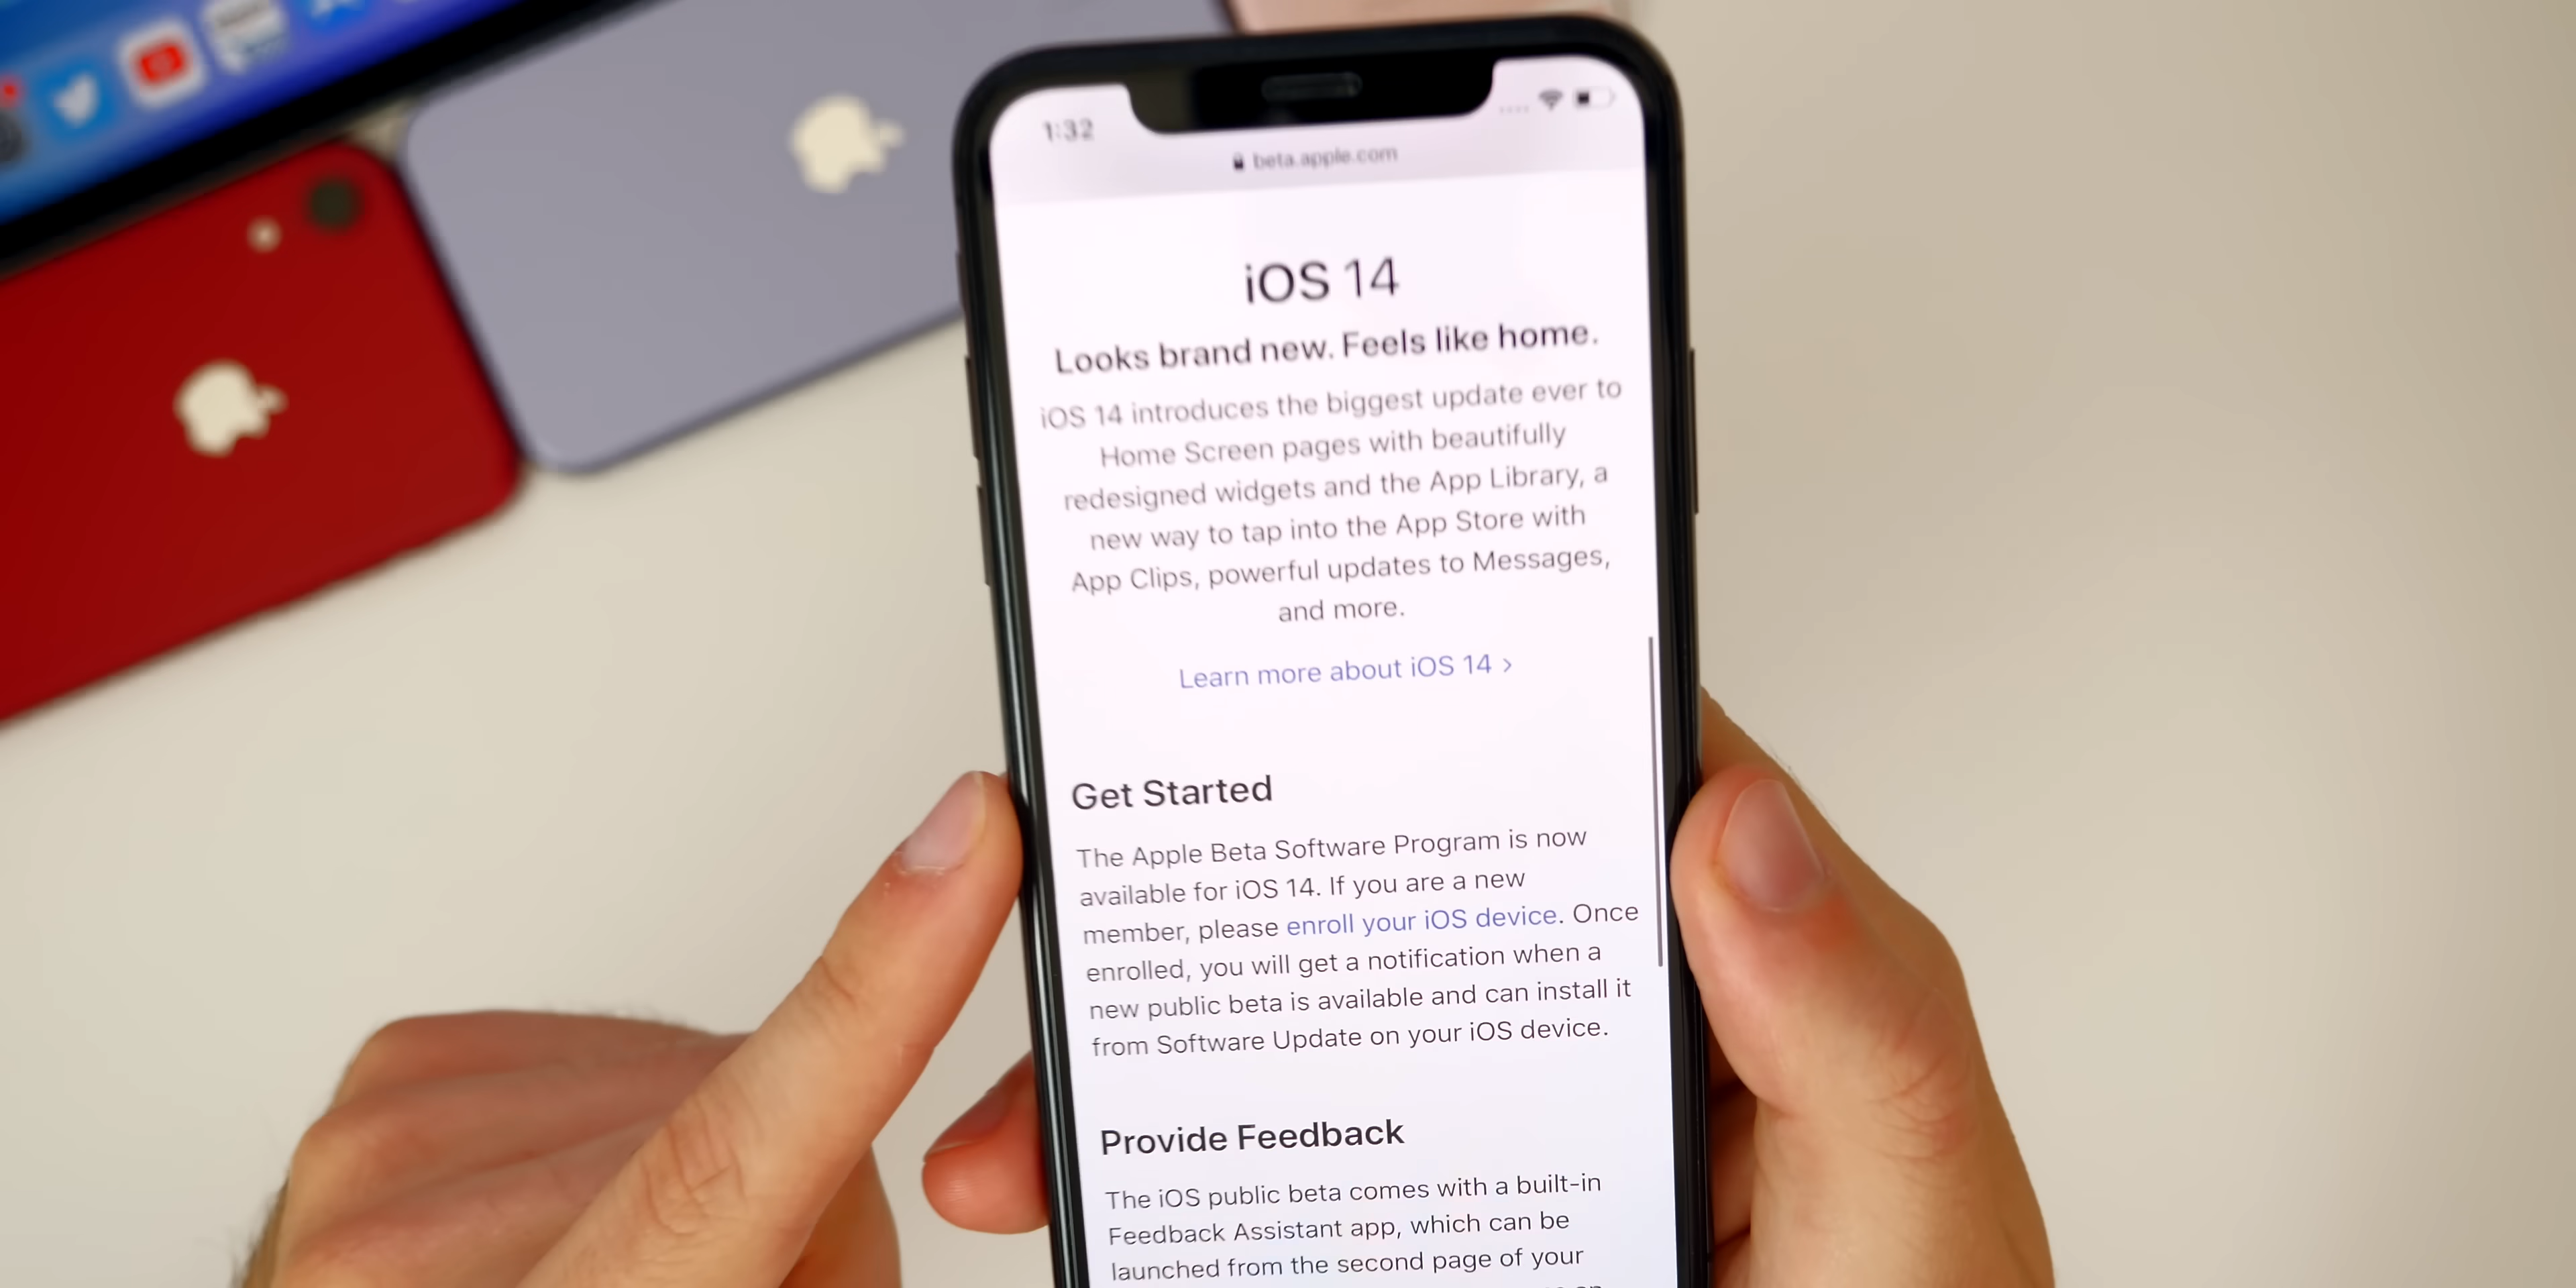 1:32
beta.apple.com
iOS 14
Looks brand new. Feels like home.
iOS 14 introduces the biggest update ever to
Home Screen pages with beautifully
redesigned widgets and the App Library, a
new way to tap into the App Store with
App Clips, powerful updates to Messages,
and more.
Learn more about iOS 14 >
Get Started
The Apple Beta Software Program is now
available for iOS 14. If you are a new
member, please enroll your iOS device. Once
enrolled, you will get a notification when a
new public beta is available and can install it
from Software Update on your iOS device.
Provide Feedback
The iOS public beta comes with a built-in
Feedback Assistant app, which can be
launched from the second page of your